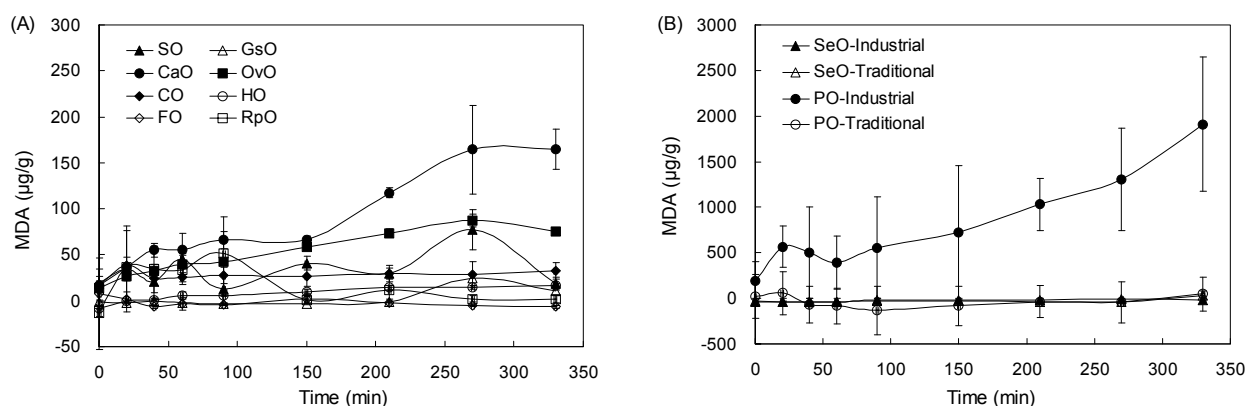 (A)
300
250
200
150
100
50
0
-50
MDA (µg/g)
SO GsO
CaO OvO
CO HO
FO RpO
0 50 100 150 200 250 300 350
Time (min)
(B)
3000
2500
2000
1500
1000
500
0
-500
MDA (µg/g)
SeO-Industrial
SeO-Traditional
PO-Industrial
PO-Traditional
0 50 100 150 200 250 300 350
Time (min)